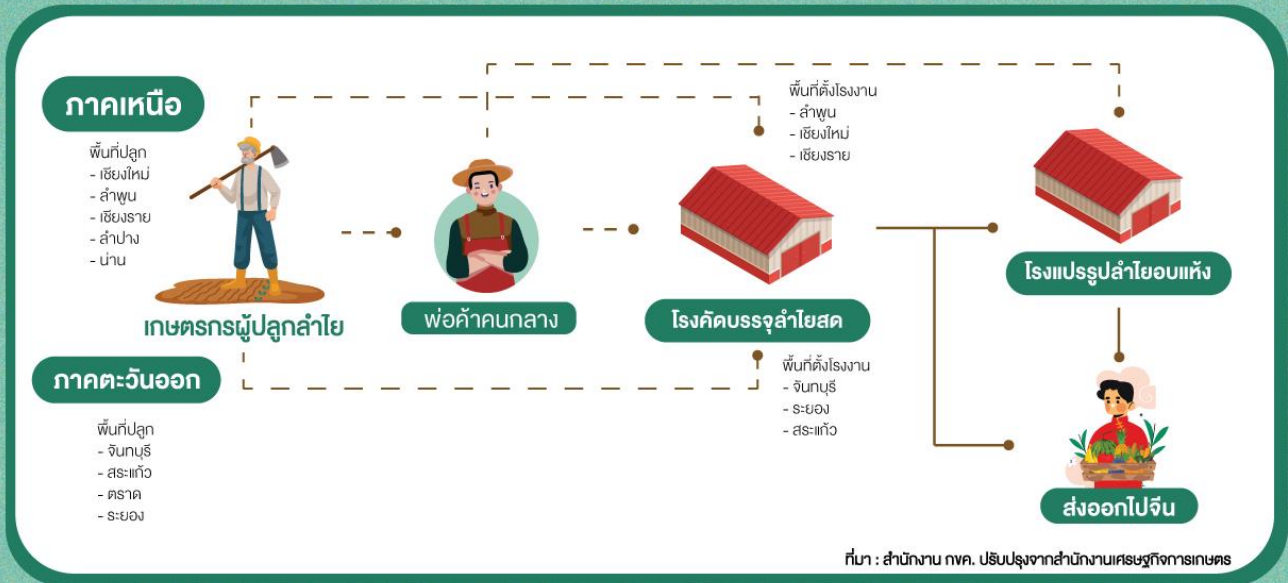 ภาคเหนือ
พื้นที่ปลูก
- เชียงใหม่
- ลำพูน
- เชียงราย
- ลำปาง
- น่าน
เกษตรกรผู้ปลูกลำไย
ภาคตะวันออก
พื้นที่ปลูก
- จันทบุรี
- สระแก้ว
- ตราด
- ระยอง
พ่อค้าคนกลาง
พื้นที่ตั้งโรงงาน
- ลำพูน
- เชียงใหม่
- เชียงราย
โรงคัดบรรจุลำไยสด
พื้นที่ตั้งโรงงาน
- จันทบุรี
- ระยอง
- สระแก้ว
โรงแปรรูปลำไยอบแห้ง
ส่งออกไปจีน
ที่มา : สำนักงาน กขค. ปรับปรุงจากสำนักงานเศรษฐกิจการเกษตร